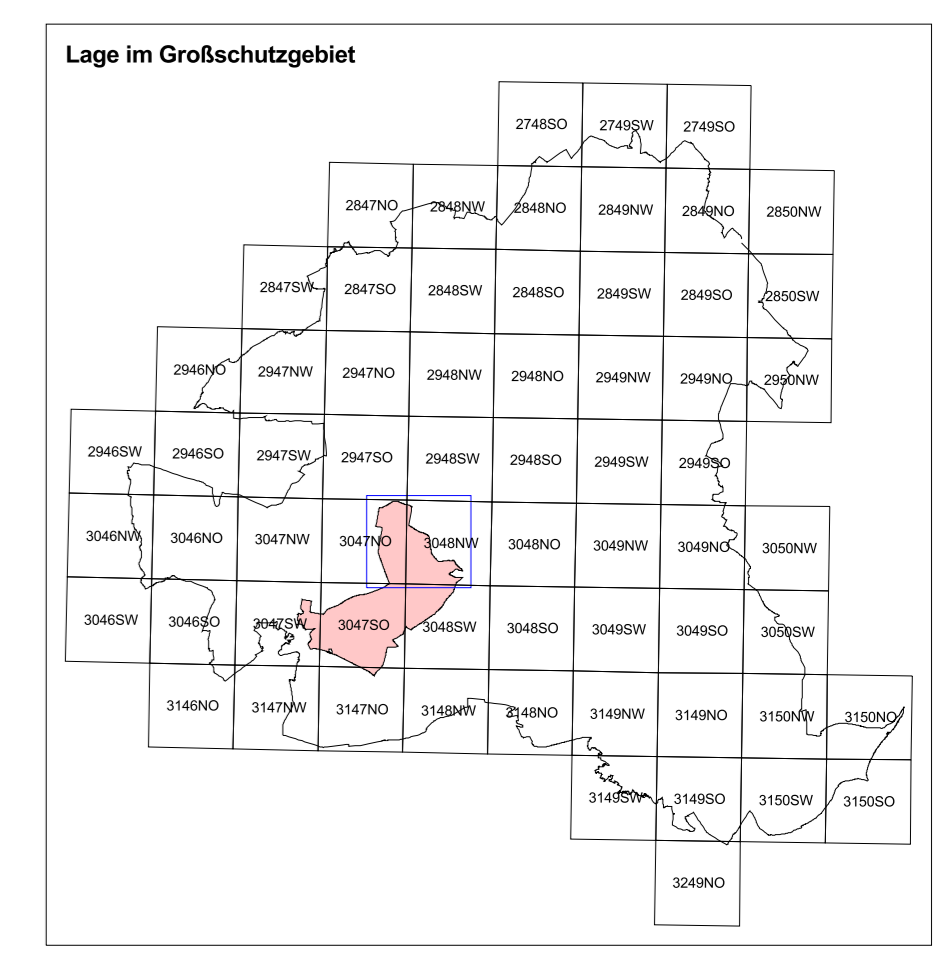 Lage im Großschutzgebiet
2748SO 2749SW 2749SO
2847NO 2848NW 2848NO 2849NW 2849NO 2850NW
2847SW 2847SO 2848SW 2848SO 2849SW 2849SO 2850SW
2946NO 2947NW 2947NO 2948NW 2948NO 2949NW 2949NO 2950NW
2946SW 2946SO 2947SW 2947SO 2948SW 2948SO 2949SW 2949SO
3046NW 3046NO 3047NW 3047NO 3048NW 3048NO 3049NW 3049NO 3050NW
3046SW 3046SO 3047SW 3047SO 3048SW 3048SO 3049SW 3049SO 3050SW
3146NO 3147NW 3147NO 3148NW 3148NO 3149NW 3149NO 3150NW 3150NO
3149SW 3149SO 3150SW 3150SO
3249NO